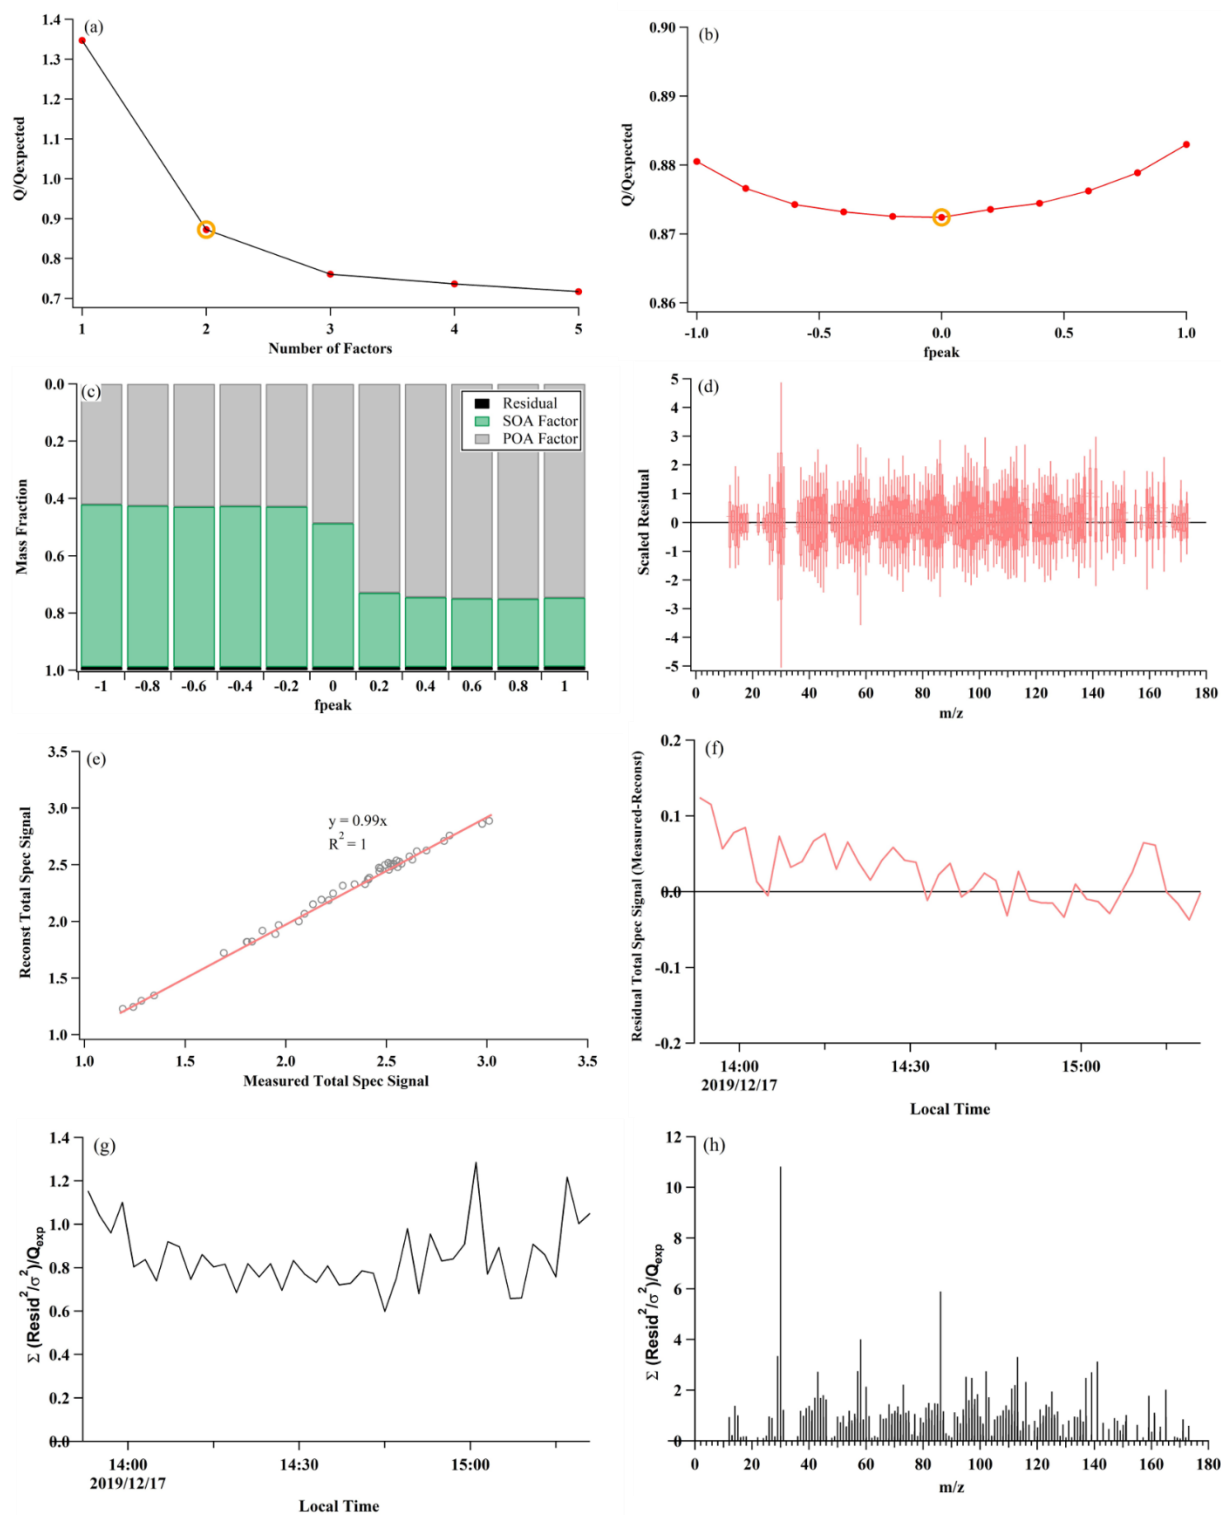 (a)
Q/Qexpected
1.4
1.3
1.2
1.1
1.0
0.9
0.8
0.7
1 2 3 4 5
Number of Factors
(b)
Q/Qexpected
0.90
0.89
0.88
0.87
0.86
-1.0 -0.5 0.0 0.5 1.0
fpeak
(c)
Mass Fraction
0.0
0.2
0.4
0.6
0.8
1.0
Residual
SOA Factor
POA Factor
-1 -0.8 -0.6 -0.4 -0.2 0 0.2 0.4 0.6 0.8 1
fpeak
(d)
Scaled Residual
5
4
3
2
1
0
-1
-2
-3
-4
-5
0 20 40 60 80 100 120 140 160 180
m/z
(e)
Reconst Total Spec Signal
3.5
3.0
2.5
2.0
1.5
1.0
y = 0.99x
R² = 1
1.0 1.5 2.0 2.5 3.0 3.5
Measured Total Spec Signal
(f)
Residual Total Spec Signal (Measured-Reconst)
0.2
0.1
0.0
-0.1
-0.2
14:00 14:30 15:00
2019/12/17
Local Time
(g)
Σ (Resid²/σ²)/Qexp
1.4
1.2
1.0
0.8
0.6
0.4
0.2
0.0
14:00 14:30 15:00
2019/12/17
Local Time
(h)
Σ (Resid²/σ²)/Qexp
12
10
8
6
4
2
0
0 20 40 60 80 100 120 140 160 180
m/z